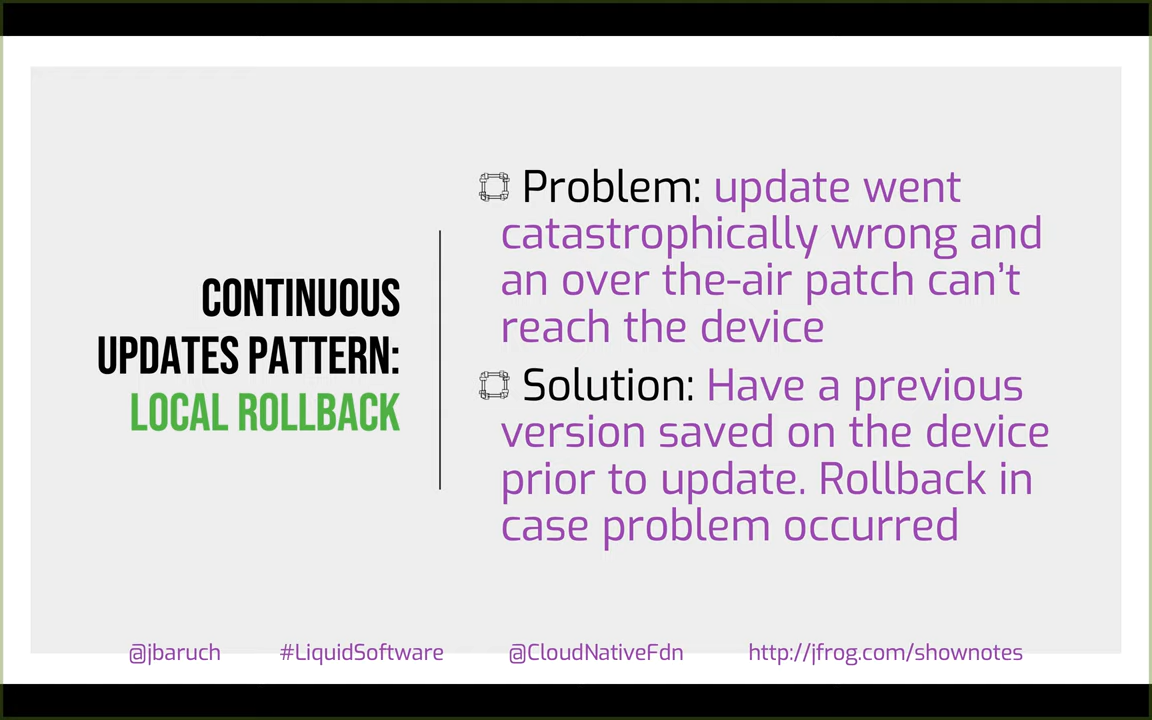 CONTINUOUS
UPDATES PATTERN:
LOCAL ROLLBACK
Problem: update went
catastrophically wrong and
an over the-air patch can’t
reach the device
Solution: Have a previous
version saved on the device
prior to update. Rollback in
case problem occurred
@jbaruch #LiquidSoftware @CloudNativeFdn http://jfrog.com/shownotes